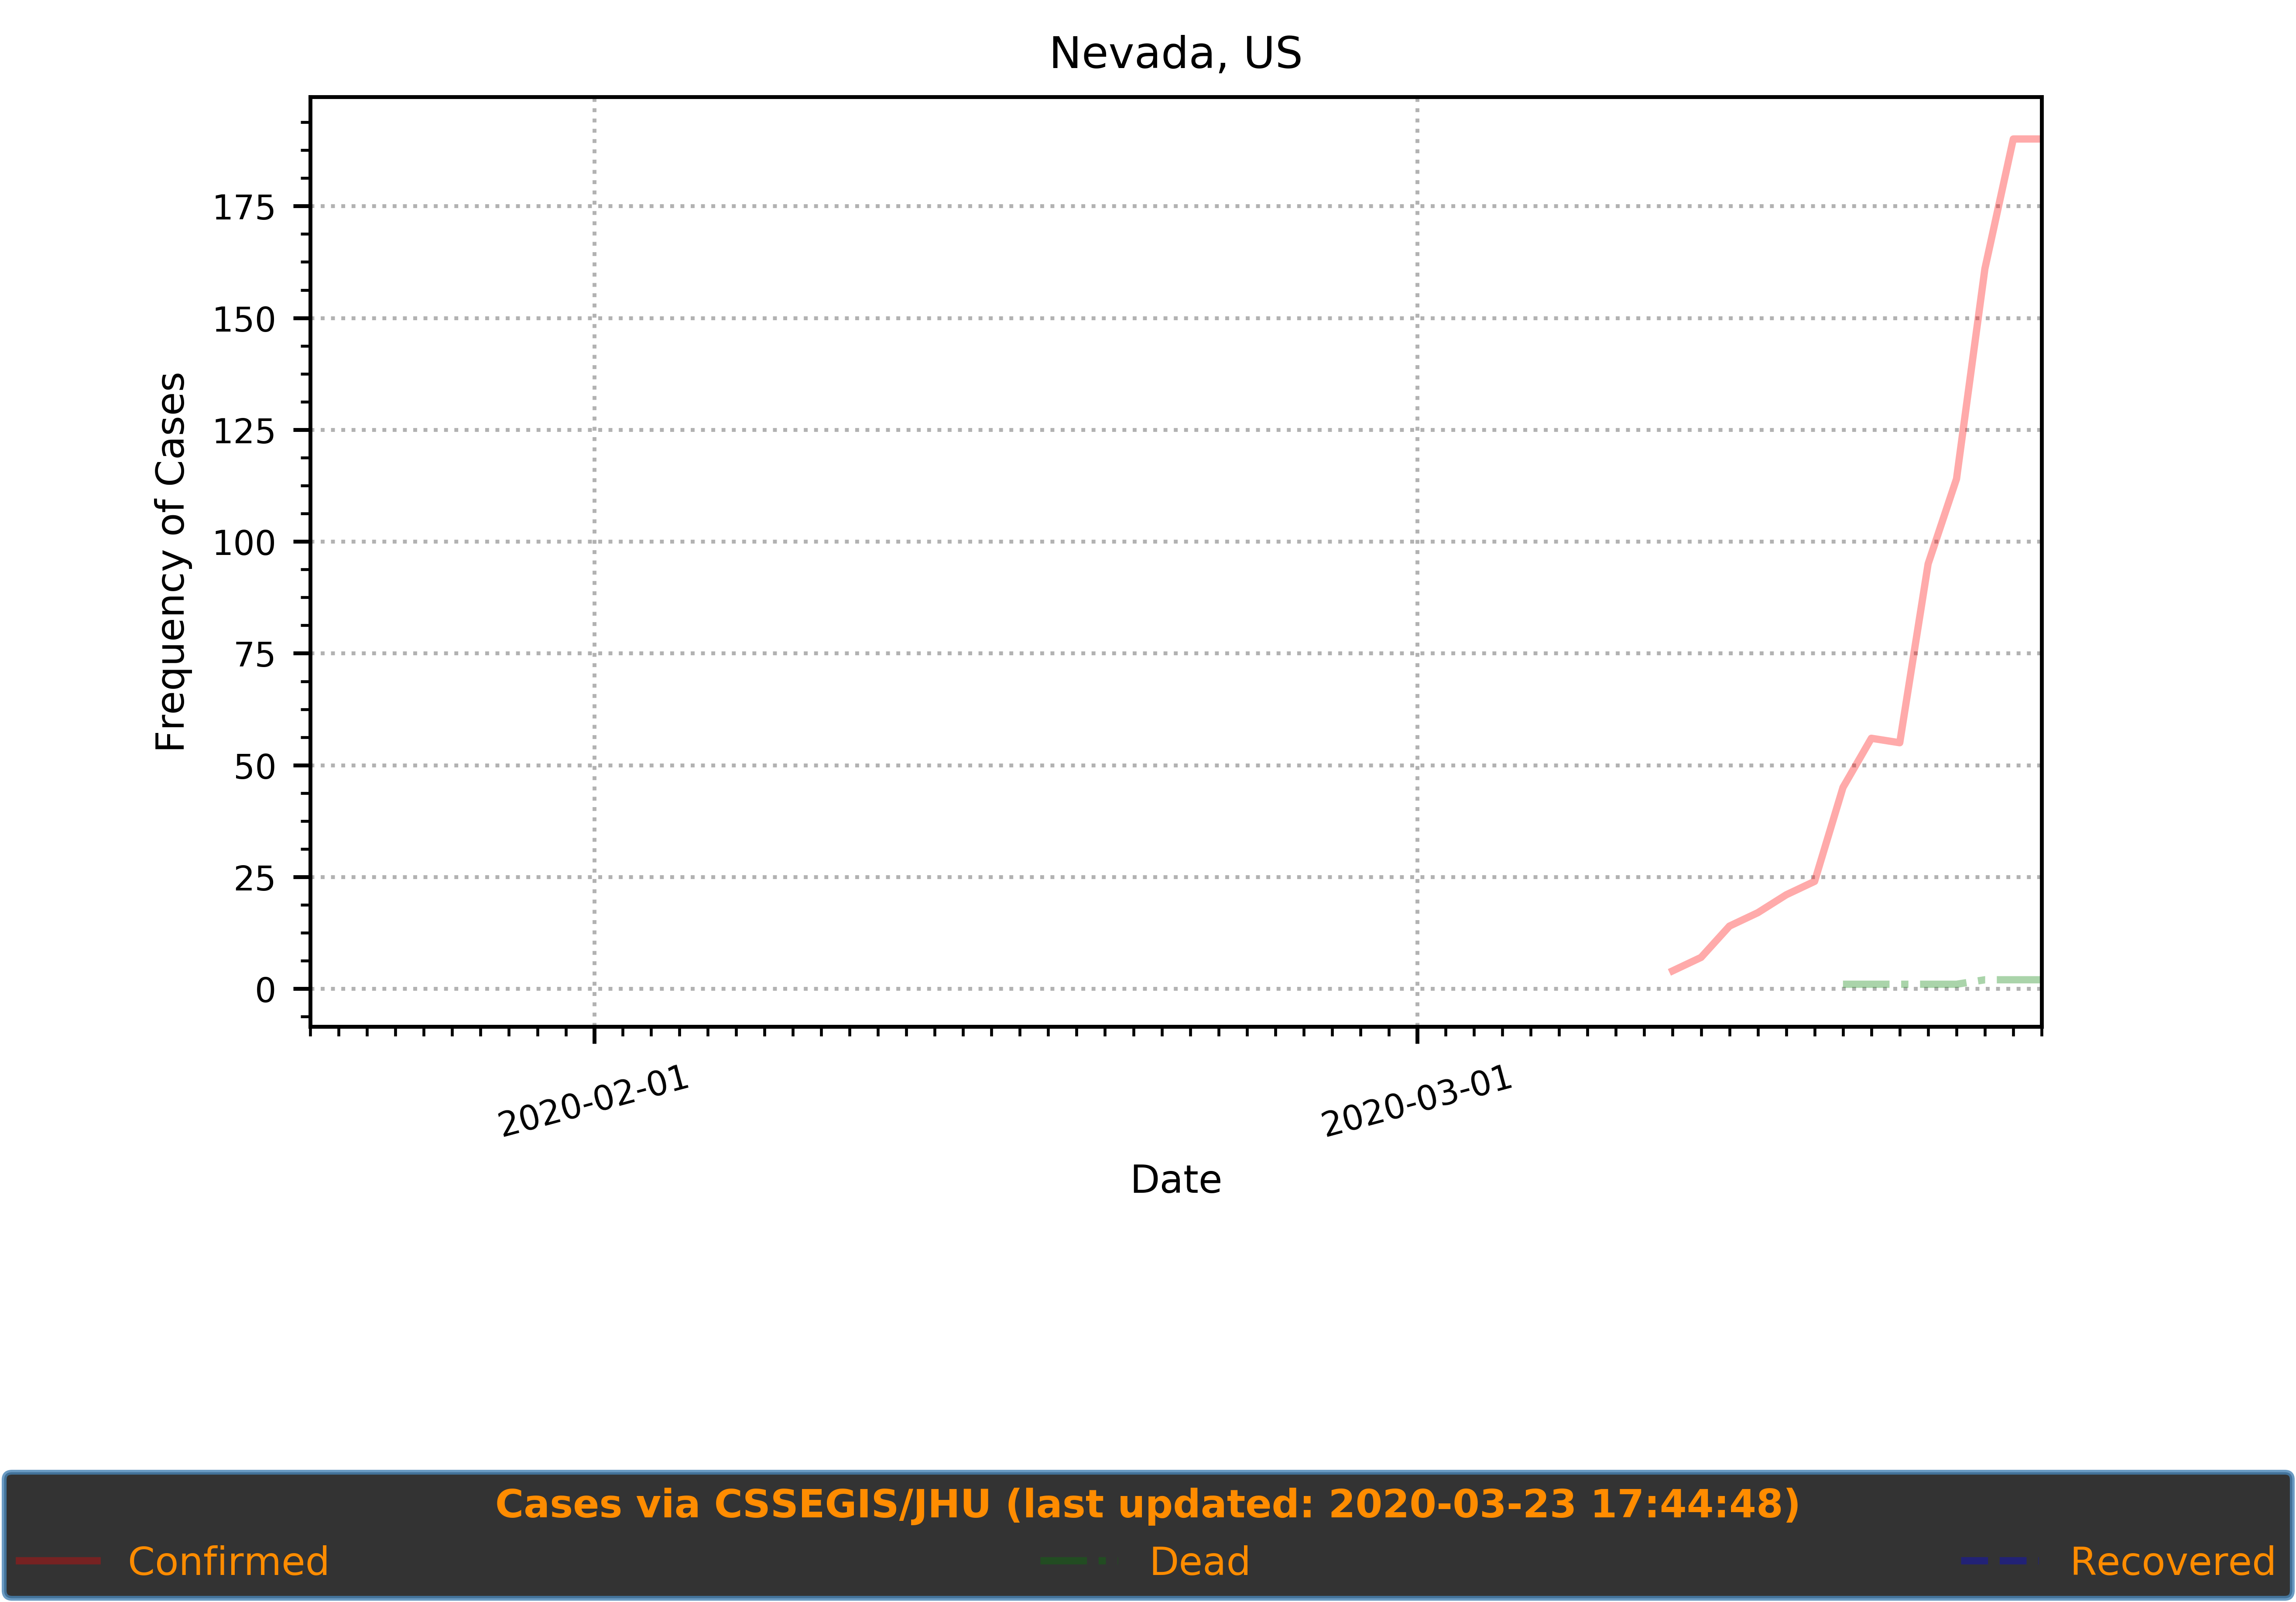 Nevada, US
Frequency of Cases
175
150
125
100
75
50
25
0
2020-02-01
2020-03-01
Date
Cases via CSSEGIS/JHU (last updated: 2020-03-23 17:44:48)
Confirmed Dead Recovered